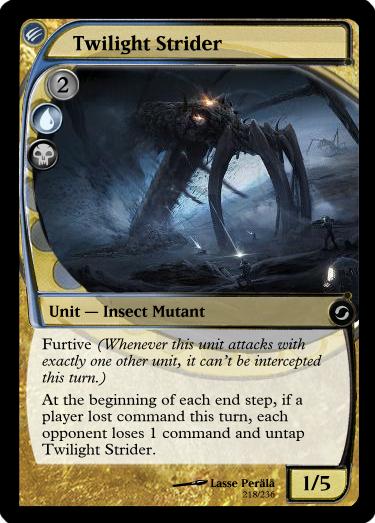 Twilight Strider
2
Unit — Insect Mutant
Furtive (Whenever this unit attacks with
exactly one other unit, it can't be intercepted
this turn.)
At the beginning of each end step, if a
player lost command this turn, each
opponent loses 1 command and untap
Twilight Strider.
Lasse Perälä
218/236
1/5